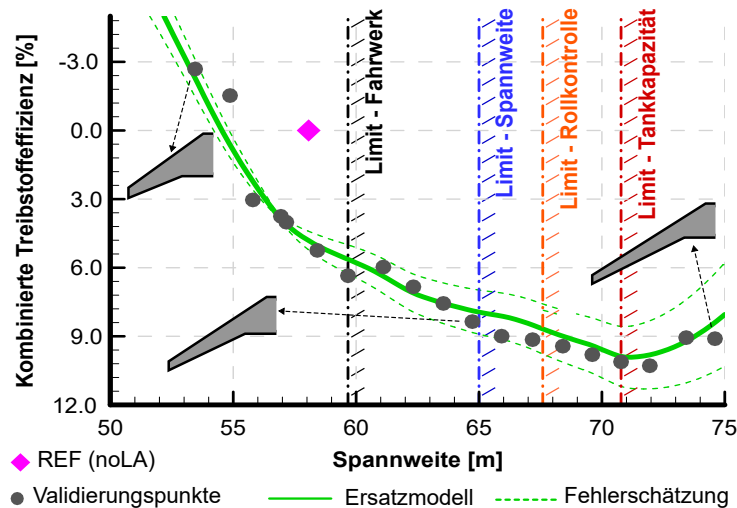 Kombinierte Treibstoffeffizienz [%]
-3.0
0.0
3.0
6.0
9.0
12.0
Limit - Fahrwerk
Limit - Spannweite
Limit - Rollkontrolle
Limit - Tankkapazität
50 55 60 65 70 75
Spannweite [m]
REF (noLA)
Validierungspunkte Ersatzmodell Fehlerschätzung